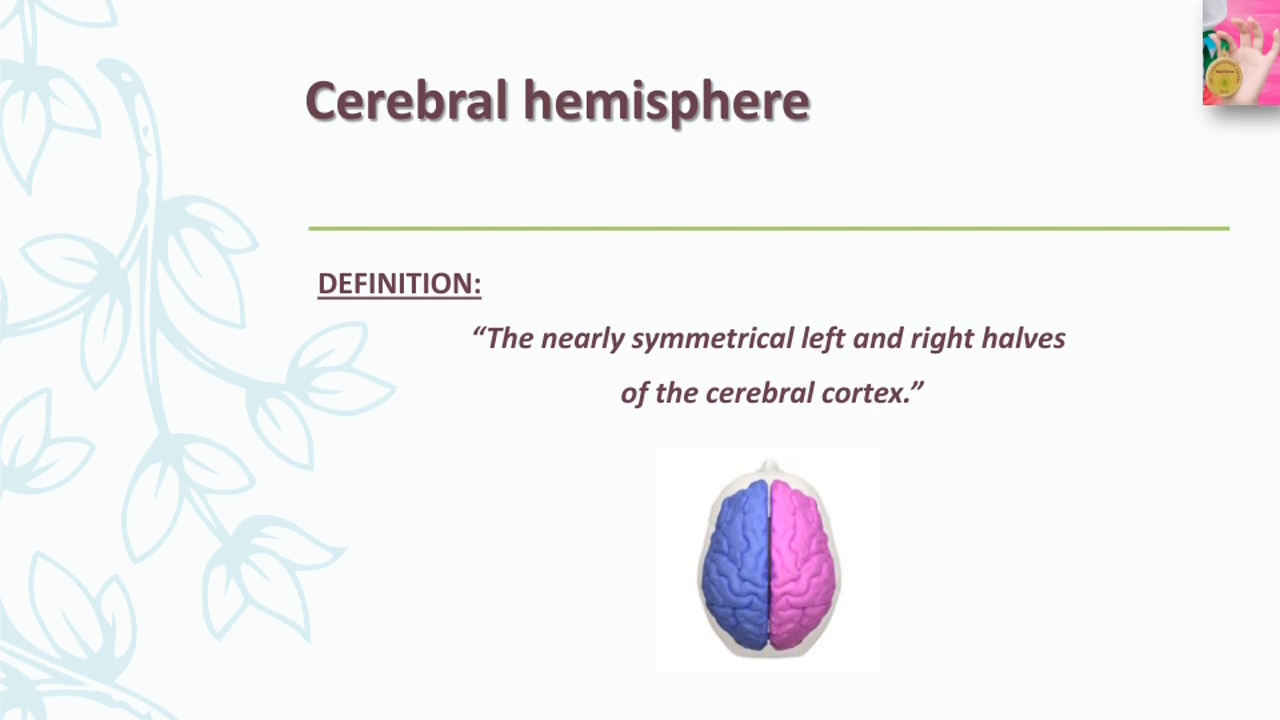 Cerebral hemisphere
DEFINITION:
“The nearly symmetrical left and right halves
of the cerebral cortex.”